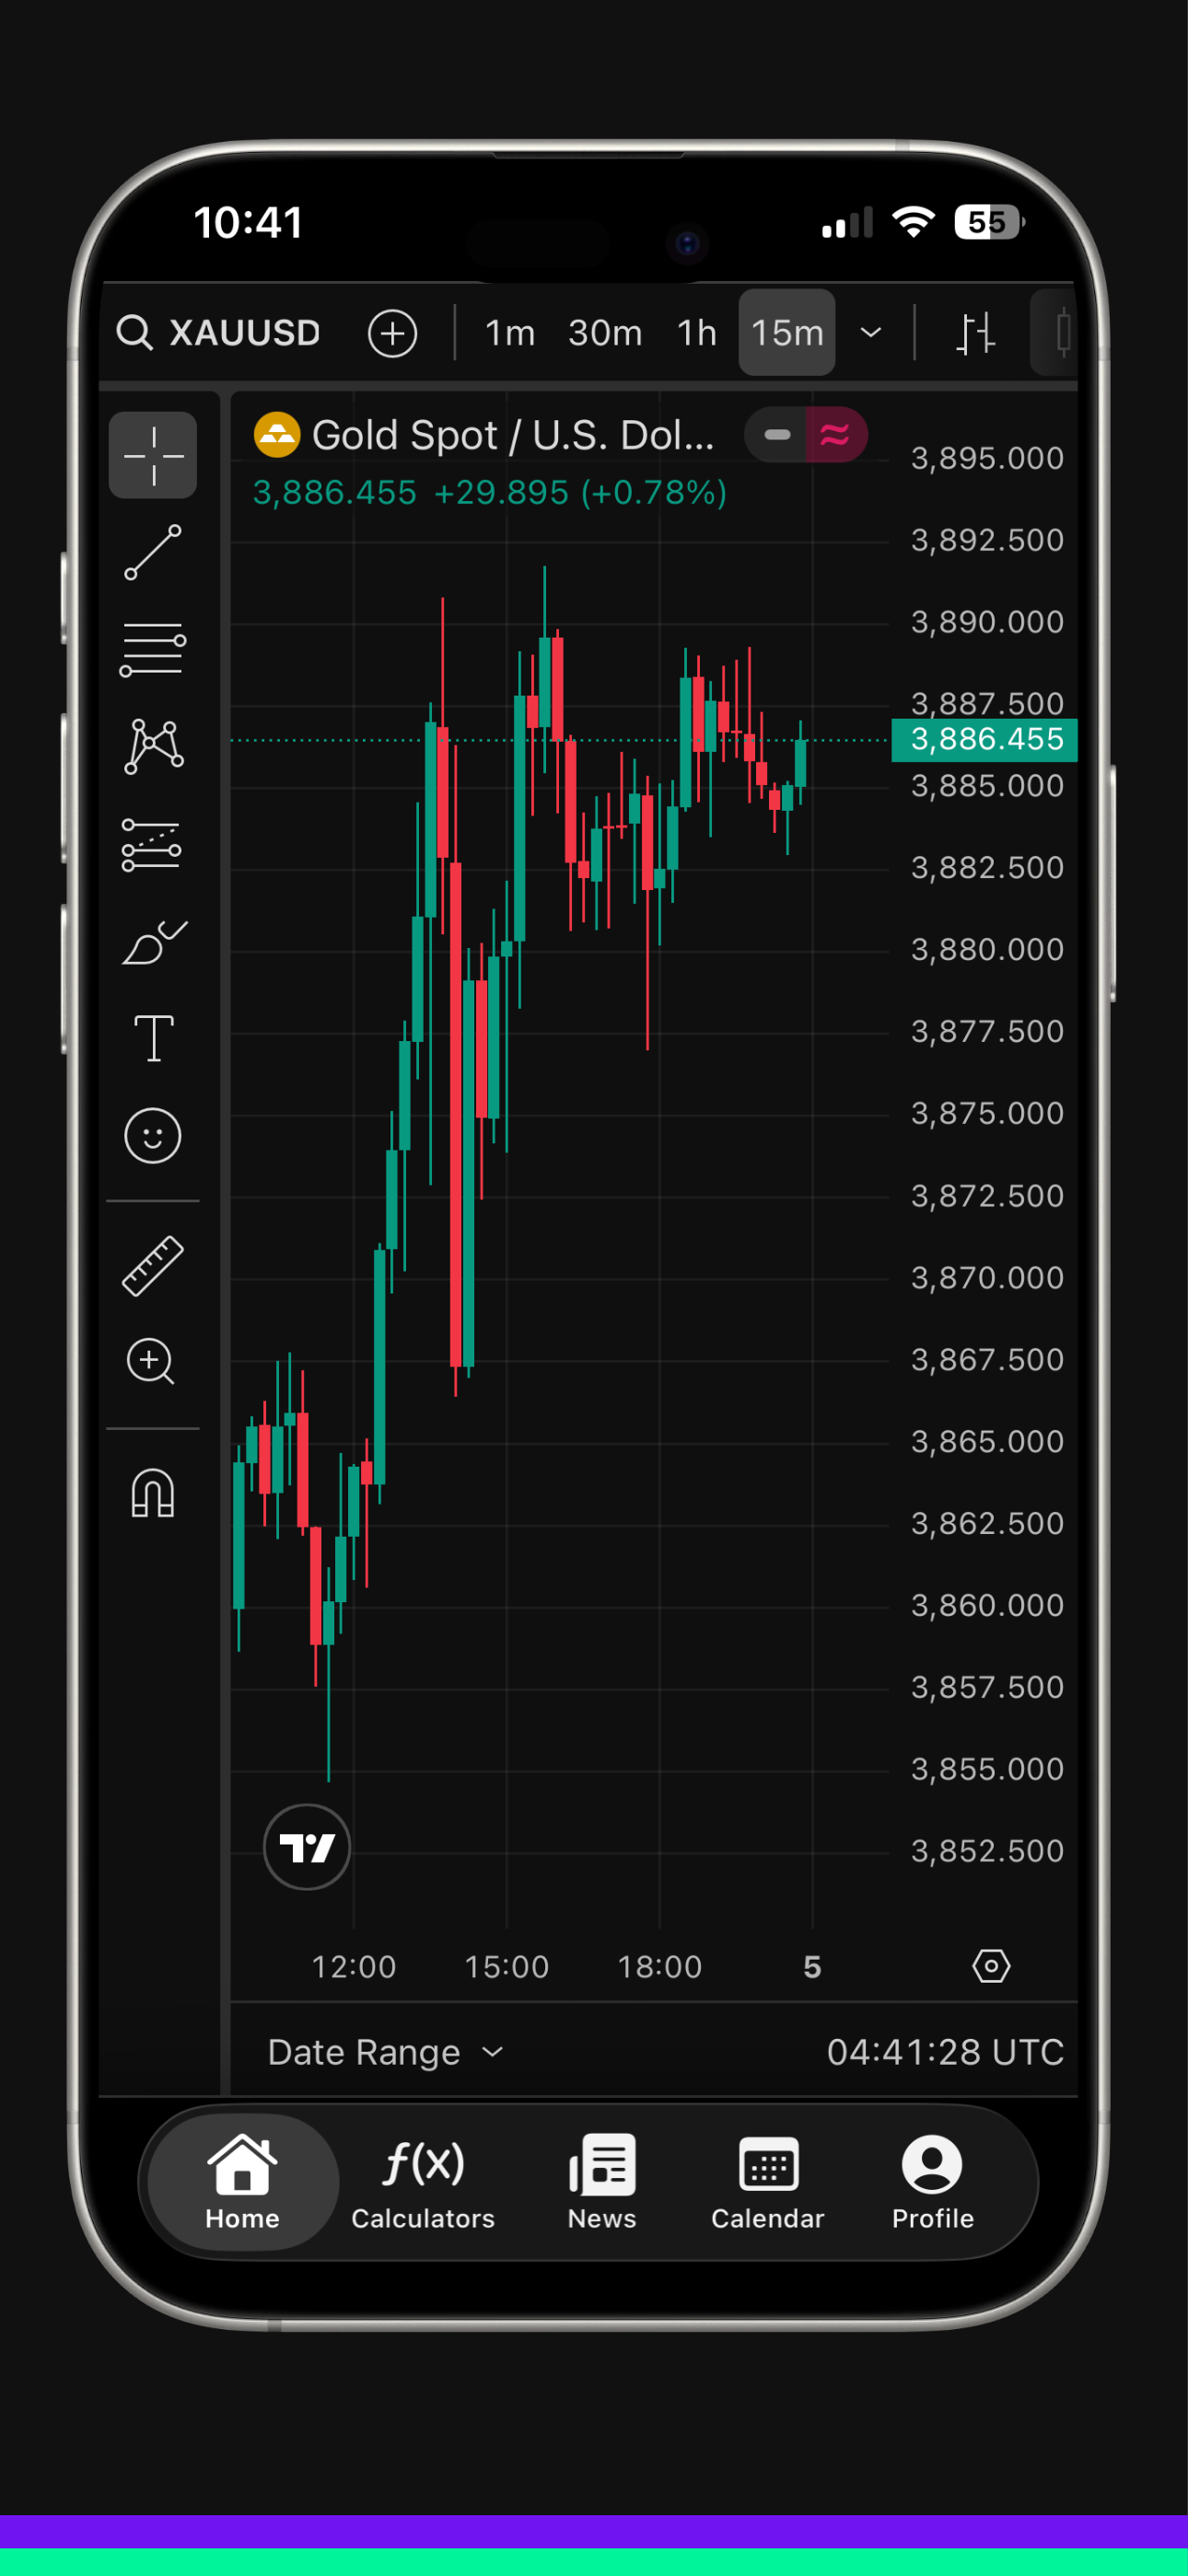 10:41
55
XAUUSD
1m 30m 1h 15m
Gold Spot / U.S. Dol...
3,886.455 +29.895 (+0.78%)
3,895.000
3,892.500
3,890.000
3,887.500
3,886.455
3,885.000
3,882.500
3,880.000
3,877.500
3,875.000
3,872.500
3,870.000
3,867.500
3,865.000
3,862.500
3,860.000
3,857.500
3,855.000
3,852.500
12:00 15:00 18:00 5
Date Range 04:41:28 UTC
f(x)
Home Calculators News Calendar Profile